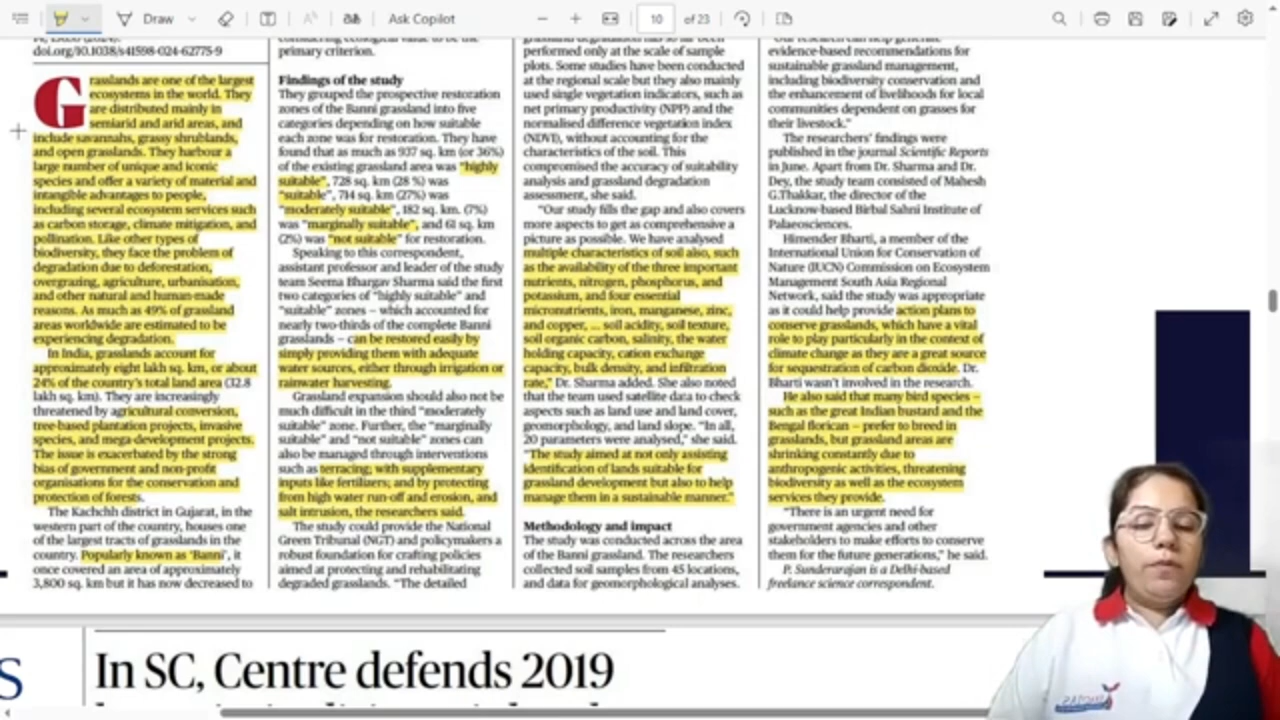 Draw
Ask Copilot
10
of 23
doi.org/10.1038/s41598-024-62775-9
Grasslands are one of the largest
ecosystems in the world. They
are distributed mainly in
semiarid and arid areas, and
include savannahs, grassy shrublands,
and open grasslands. They harbour a
large number of unique and iconic
species and offer a variety of material and
intangible advantages to people,
including several ecosystem services such
as carbon storage, climate mitigation, and
pollination. Like other types of
biodiversity, they face the problem of
degradation due to deforestation,
overgrazing, agriculture, urbanisation,
and other natural and human-made
reasons. As much as 49% of grassland
areas worldwide are estimated to be
experiencing degradation.
In India, grasslands account for
approximately eight lakh sq. km, or about
24% of the country's total land area (32.8
lakh sq. km). They are increasingly
threatened by agricultural conversion,
tree-based plantation projects, invasive
species, and mega-development projects.
The issue is exacerbated by the strong
bias of government and non-profit
organisations for the conservation and
protection of forests.
The Kachchh district in Gujarat, in the
western part of the country, houses one
of the largest tracts of grasslands in the
country. Popularly known as 'Banni', it
once covered an area of approximately
3,800 sq. km but it has now decreased to
considering ecological value to be the
primary criterion.
Findings of the study
They grouped the prospective restoration
zones of the Banni grassland into five
categories depending on how suitable
each zone was for restoration. They have
found that as much as 937 sq. km (or 36%)
of the existing grassland area was "highly
suitable", 728 sq. km (28 %) was
"suitable", 714 sq. km (27%) was
"moderately suitable", 182 sq. km. (7%)
was "marginally suitable", and 61 sq. km
(2%) was "not suitable" for restoration.
Speaking to this correspondent,
assistant professor and leader of the study
team Seema Bhargav Sharma said the first
two categories of "highly suitable" and
"suitable" zones – which accounted for
nearly two-thirds of the complete Banni
grasslands – can be restored easily by
simply providing them with adequate
water sources, either through irrigation or
rainwater harvesting.
Grassland expansion should also not be
much difficult in the third "moderately
suitable" zone. Further, the "marginally
suitable" and "not suitable" zones can
also be managed through interventions
such as terracing; with supplementary
inputs like fertilizers; and by protecting
from high water run-off and erosion, and
salt intrusion, the researchers said.
The study could provide the National
Green Tribunal (NGT) and policymakers a
robust foundation for crafting policies
aimed at protecting and rehabilitating
degraded grasslands. "The detailed
grassland degradation has so far been
performed only at the scale of sample
plots. Some studies have been conducted
at the regional scale but they also mainly
used single vegetation indicators, such as
net primary productivity (NPP) and the
normalised difference vegetation index
(NDVI), without accounting for the
characteristics of the soil. This
compromised the accuracy of suitability
analysis and grassland degradation
assessment, she said.
"Our study fills the gap and also covers
more aspects to get as comprehensive a
picture as possible. We have analysed
multiple characteristics of soil also, such
as the availability of the three important
nutrients, nitrogen, phosphorus, and
potassium, and four essential
micronutrients, iron, manganese, zinc,
and copper, ... soil acidity, soil texture,
soil organic carbon, salinity, the water
holding capacity, cation exchange
capacity, bulk density, and infiltration
rate," Dr. Sharma added. She also noted
that the team used satellite data to check
aspects such as land use and land cover,
geomorphology, and land slope. "In all,
20 parameters were analysed," she said.
"The study aimed at not only assisting
identification of lands suitable for
grassland development but also to help
manage them in a sustainable manner."
Methodology and impact
The study was conducted across the area
of the Banni grassland. The researchers
collected soil samples from 45 locations,
and data for geomorphological analyses.
"Our research can help generate
evidence-based recommendations for
sustainable grassland management,
including biodiversity conservation and
the enhancement of livelihoods for local
communities dependent on grasses for
their livestock."
The researchers' findings were
published in the journal Scientific Reports
in June. Apart from Dr. Sharma and Dr.
Dey, the study team consisted of Mahesh
G.Thakkar, the director of the
Lucknow-based Birbal Sahni Institute of
Palaeosciences.
Himender Bharti, a member of the
International Union for Conservation of
Nature (IUCN) Commission on Ecosystem
Management South Asia Regional
Network, said the study was appropriate
as it could help provide action plans to
conserve grasslands, which have a vital
role to play particularly in the context of
climate change as they are a great source
for sequestration of carbon dioxide. Dr.
Bharti wasn't involved in the research.
He also said that many bird species –
such as the great Indian bustard and the
Bengal florican – prefer to breed in
grasslands, but grassland areas are
shrinking constantly due to
anthropogenic activities, threatening
biodiversity as well as the ecosystem
services they provide.
"There is an urgent need for
government agencies and other
stakeholders to make efforts to conserve
them for the future generations," he said.
P. Sunderarajan is a Delhi-based
freelance science correspondent.
S
In SC, Centre defends 2019